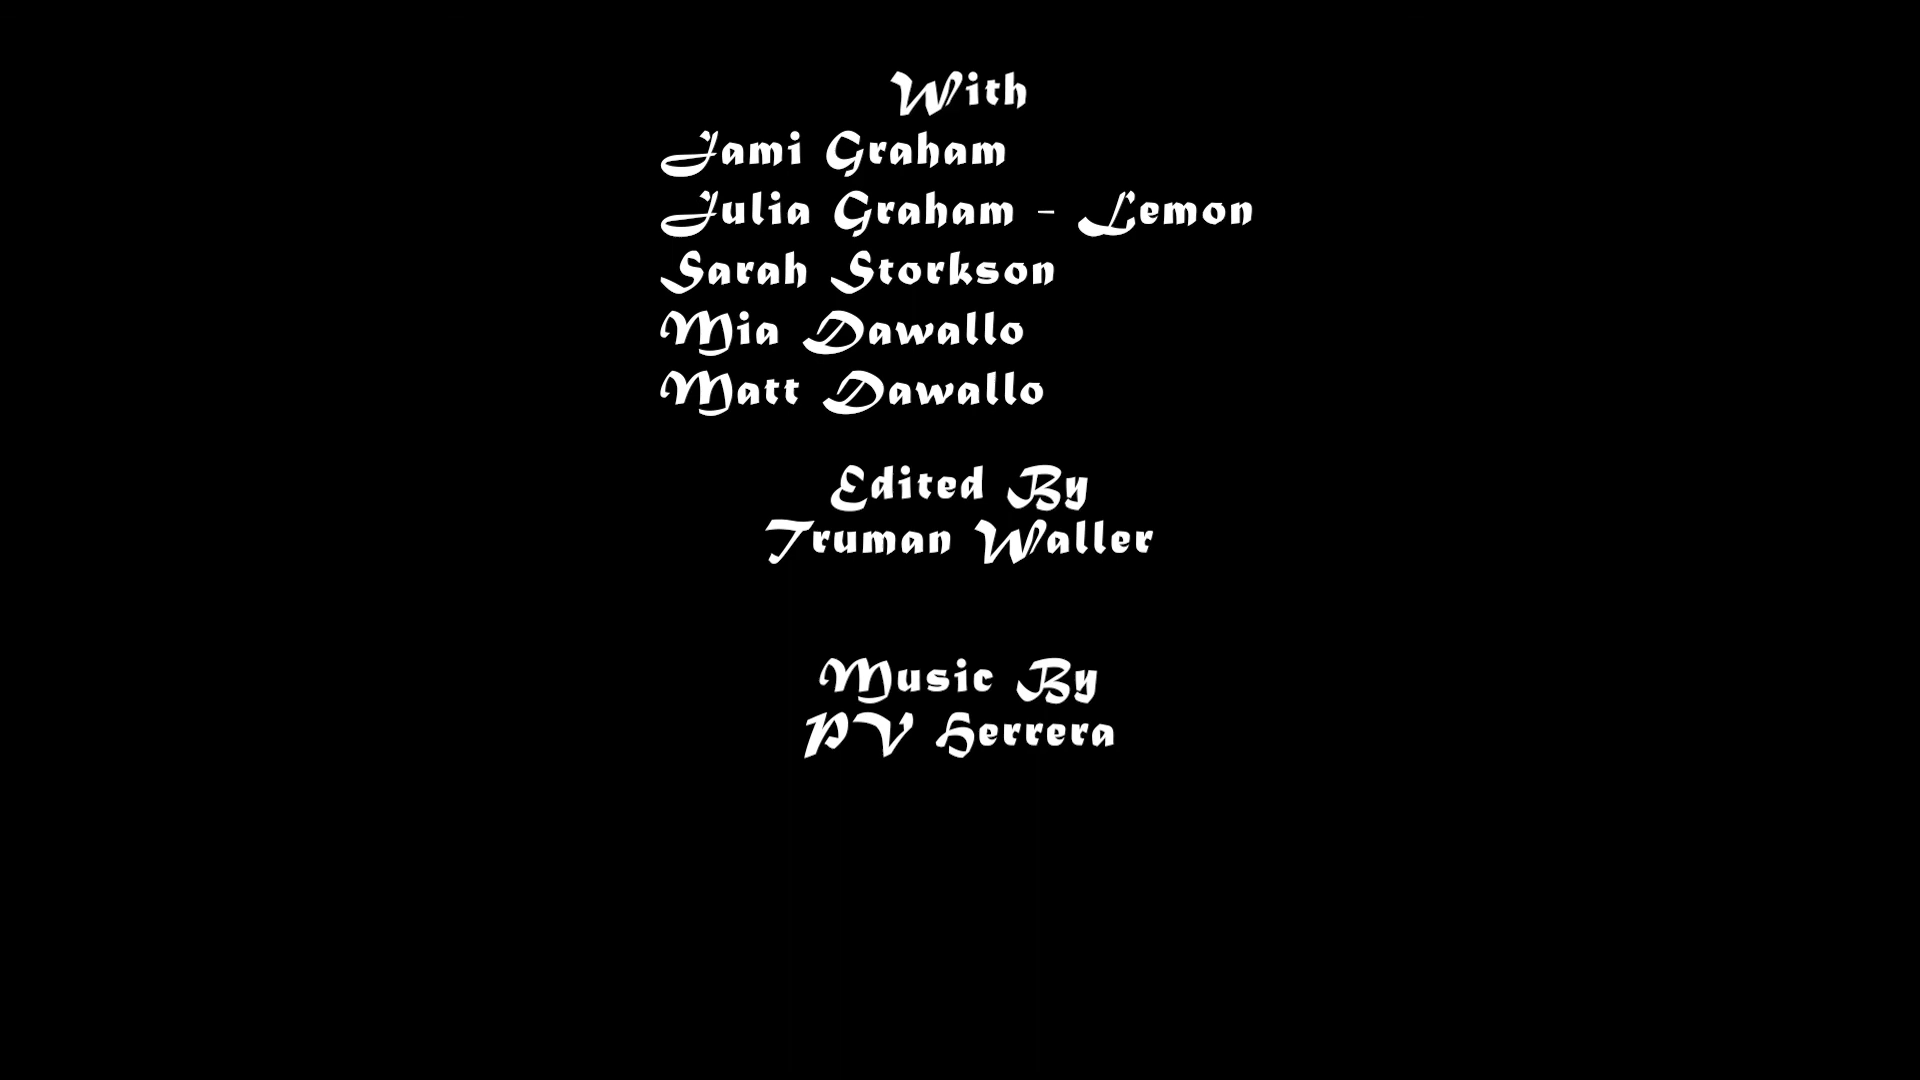 With
Jami Graham
Julia Graham - Lemon
Sarah Storkson
Mia Dawallo
Matt Dawallo
Edited By
Truman Waller
Music By
PV Herrera